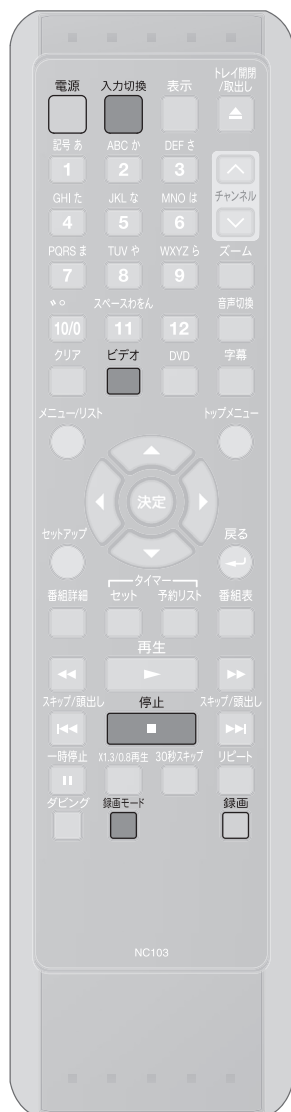 電源 入力切換 表示 トレイ開閉
/取出し
記号 あ ABC か DEF さ
1 2 3
GHI た JKL な MNO は チャンネル
4 5 6
PQRS ま TUV や WXYZ ら ズーム
7 8 9
スペースわをん 音声切換
10/0 11 12
クリア ビデオ DVD 字幕
メニュー/リスト トップメニュー
決定
セットアップ 戻る
タイマー
番組詳細 セット 予約リスト 番組表
再生
スキップ/頭出し 停止 スキップ/頭出し
一時停止 X1.3/0.8再生 30秒スキップ リピート
ダビング 録画モード 録画
NC103